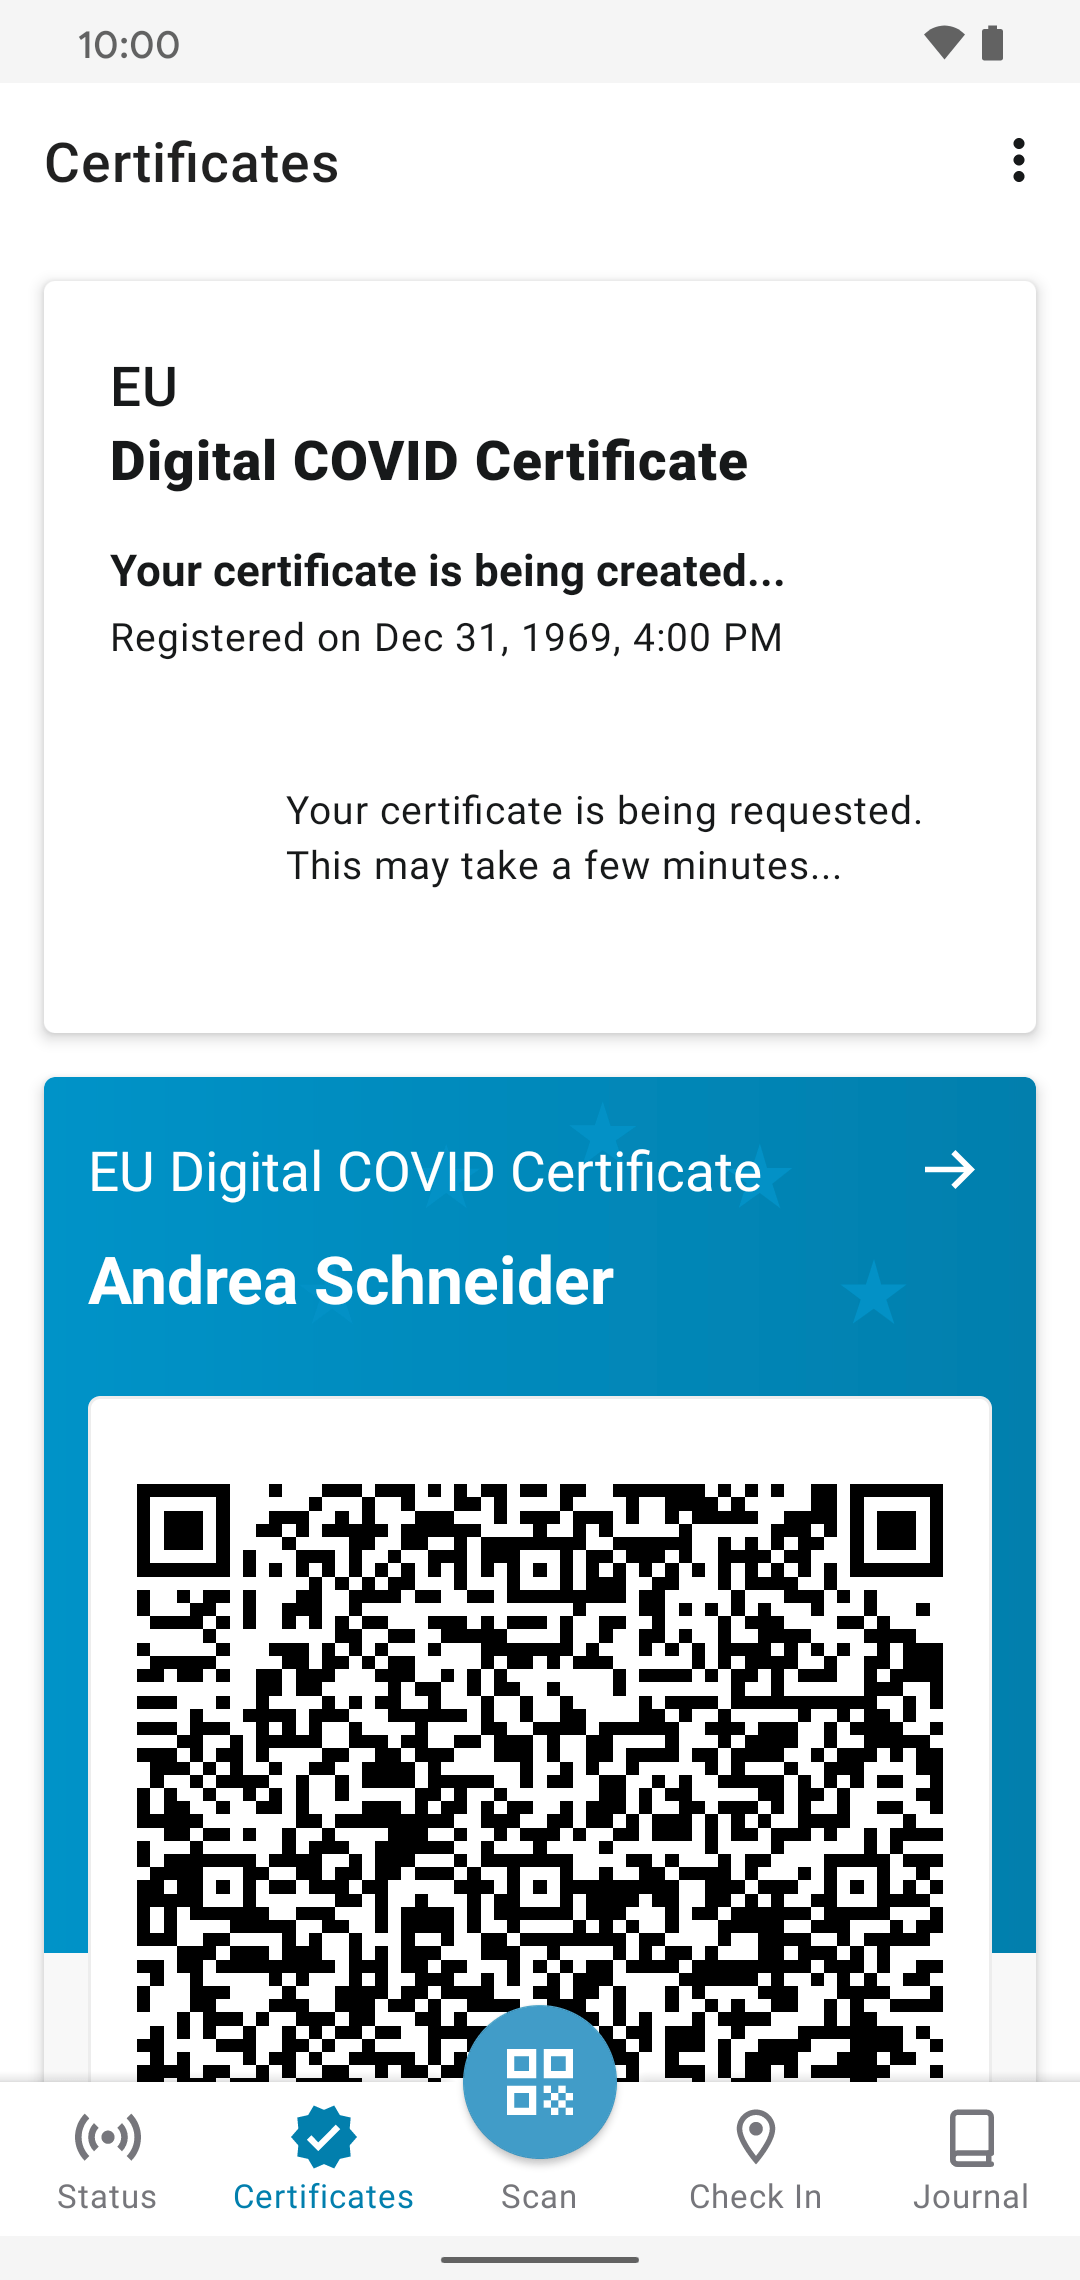 10:00
Certificates
EU
Digital COVID Certificate
Your certificate is being created...
Registered on Dec 31, 1969, 4:00 PM
Your certificate is being requested.
This may take a few minutes...
EU Digital COVID Certificate
Andrea Schneider
Status
Certificates
Scan
Check In
Journal